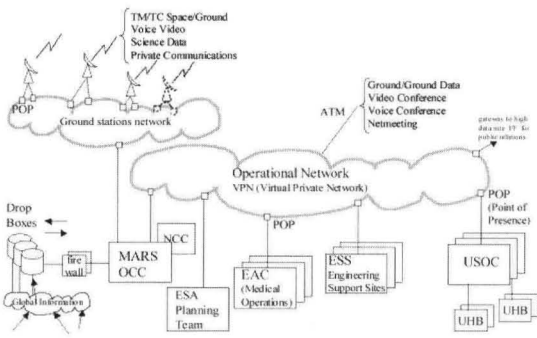 TM/TC Space/Ground
Voice Video
Science Data
Private Communications
POP
Ground stations network
ATM
Ground/Ground Data
Video Conference
Voice Conference
Netmeeting
gateway to high
data rate IP for
public relations
Operational Network
VPN (Virtual Private Network)
POP
(Point of
Presence)
Drop
Boxes
fire
wall
MARS
OCC
NCC
POP
ESA
Planning
Team
EAC
(Medical
Operations)
ESS
Engineering
Support Sites
USOC
Global Information
UHB
UHB